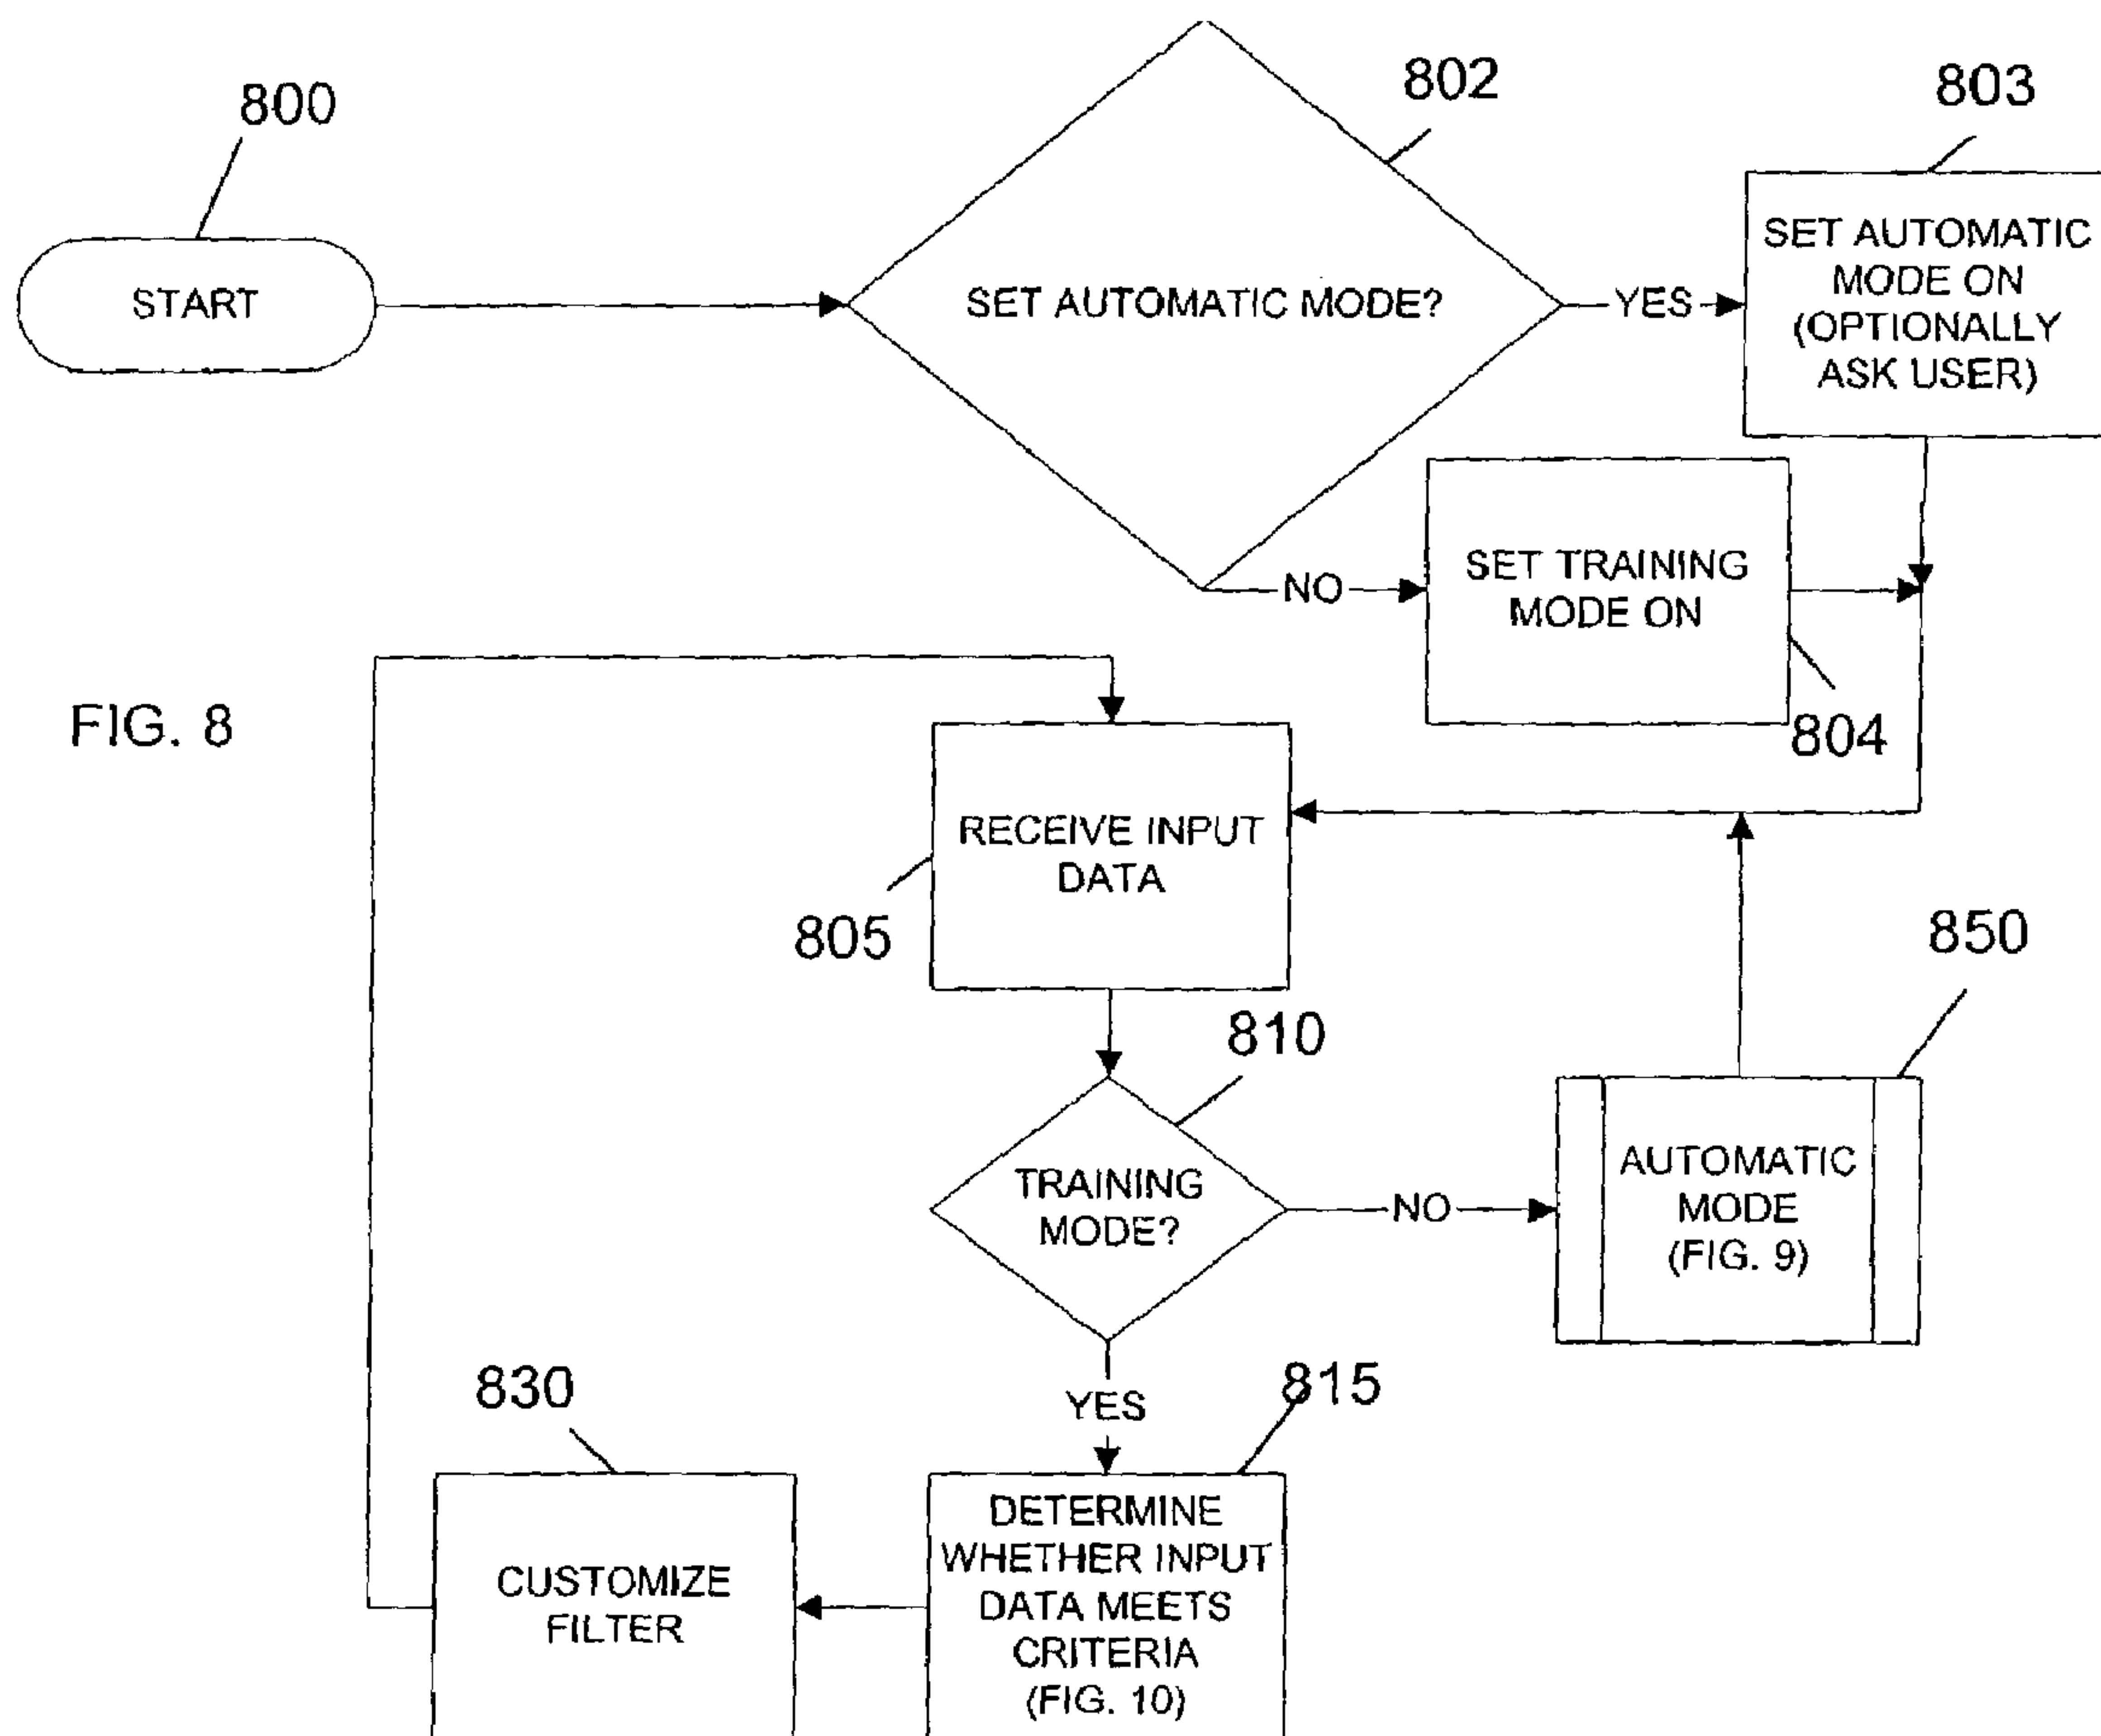 800
START
802
SET AUTOMATIC MODE?
YES
803
SET AUTOMATIC
MODE ON
(OPTIONALLY
ASK USER)
NO
SET TRAINING
MODE ON
804
FIG. 8
RECEIVE INPUT
DATA
805
810
TRAINING
MODE?
NO
850
AUTOMATIC
MODE
(FIG. 9)
YES
815
DETERMINE
WHETHER INPUT
DATA MEETS
CRITERIA
(FIG. 10)
830
CUSTOMIZE
FILTER